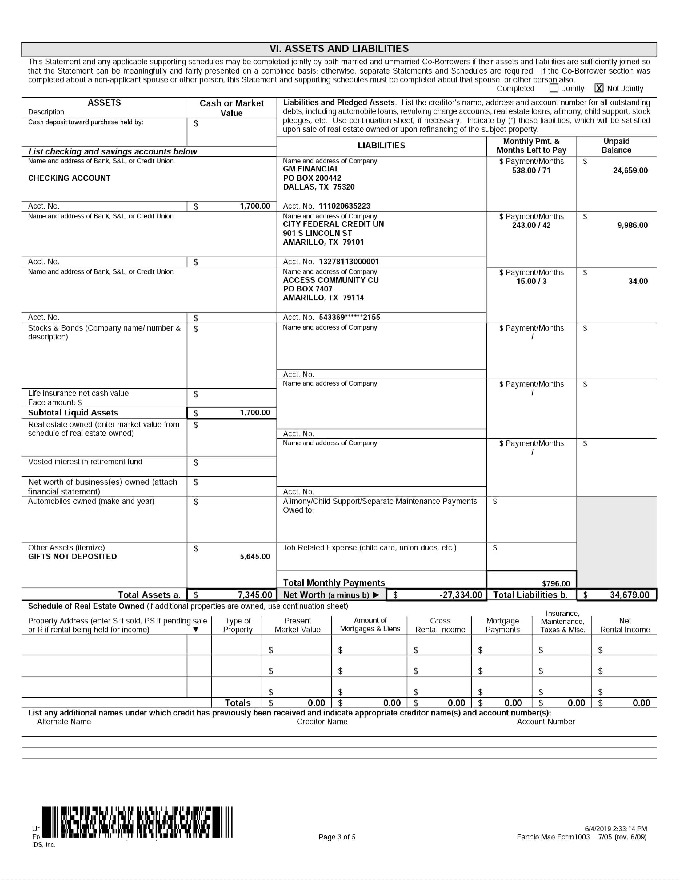 VI. ASSETS AND LIABILITIES
This Statement and any applicable supporting schedules may be completed jointly by both married and unmarried Co-Borrowers if their assets and liabilities are sufficiently joined so
that the Statement can be meaningfully and fairly presented on a combined basis; otherwise, separate Statements and Schedules are required. If the Co-Borrower section was
completed about a non-applicant spouse or other person, this Statement and supporting schedules must be completed about that spouse or other person also.
Completed Jointly X Not Jointly
ASSETS
Description
Cash or Market
Value
Cash deposit toward purchase held by:
$
Liabilities and Pledged Assets. List the creditor's name, address and account number for all outstanding
debts, including automobile loans, revolving charge accounts, real estate loans, alimony, child support, stock
pledges, etc. Use continuation sheet, if necessary. Indicate by (*) those liabilities, which will be satisfied
upon sale of real estate owned or upon refinancing of the subject property.
LIABILITIES
Monthly Pmt. &
Months Left to Pay
Unpaid
Balance
List checking and savings accounts below
Name and address of Bank, S&L, or Credit Union
CHECKING ACCOUNT
Acct. No. $ 1,700.00
Name and address of Company
GM FINANCIAL
PO BOX 200442
DALLAS, TX 75320
Acct. No. 111020635223
$ Payment/Months
538.00 / 71
$
24,659.00
Name and address of Bank, S&L, or Credit Union
Acct. No. $
Name and address of Company
CITY FEDERAL CREDIT UN
901 S LINCOLN ST
AMARILLO, TX 79101
Acct. No. 13278113000001
$ Payment/Months
243.00 / 42
$
9,986.00
Name and address of Bank, S&L, or Credit Union
Acct. No. $
Name and address of Company
ACCESS COMMUNITY CU
PO BOX 7407
AMARILLO, TX 79114
Acct. No. 543369******2155
$ Payment/Months
15.00 / 3
$
34.00
Stocks & Bonds (Company name/ number &
description)
$
Name and address of Company
Acct. No.
$ Payment/Months
/
$
Life insurance net cash value
Face amount: $
$
Subtotal Liquid Assets $ 1,700.00
Name and address of Company
Acct. No.
$ Payment/Months
/
$
Real estate owned (enter market value from
schedule of real estate owned)
$
Vested interest in retirement fund $
Net worth of business(es) owned (attach
financial statement)
$
Name and address of Company
Acct. No.
$ Payment/Months
/
$
Automobiles owned (make and year) $
Alimony/Child Support/Separate Maintenance Payments
Owed to:
$
Other Assets (itemize) $
GIFTS NOT DEPOSITED 5,645.00
Job Related Expense (child care, union dues, etc.) $
Total Monthly Payments $796.00
Total Assets a. $ 7,345.00 Net Worth (a minus b) ► $ -27,334.00 Total Liabilities b. $ 34,679.00
Schedule of Real Estate Owned (If additional properties are owned, use continuation sheet)
Property Address (enter S if sold, PS if pending sale
or R if rental being held for income) ▼
Type of
Property
Present
Market Value
Amount of
Mortgages & Liens
Gross
Rental Income
Mortgage
Payments
Insurance,
Maintenance,
Taxes & Misc.
Net
Rental Income
$ $ $ $ $ $
$ $ $ $ $ $
$ $ $ $ $ $
Totals $ 0.00 $ 0.00 $ 0.00 $ 0.00 $ 0.00 $ 0.00
List any additional names under which credit has previously been received and indicate appropriate creditor name(s) and account number(s):
Alternate Name Creditor Name Account Number
IDS, Inc.
Page 3 of 5
6/4/2019 2:33:14 PM
Fannie Mae Form 1003 7/05 (rev. 6/09)